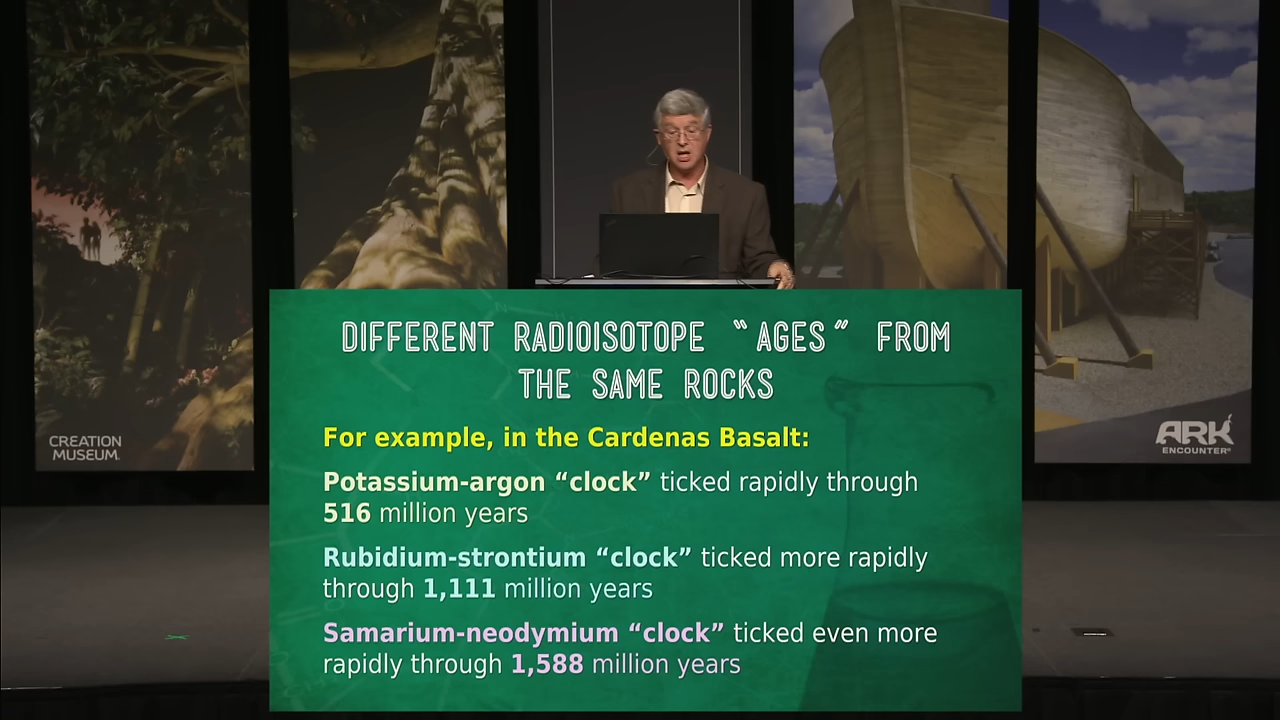 DIFFERENT RADIOISOTOPE "AGES" FROM
THE SAME ROCKS
For example, in the Cardenas Basalt:
Potassium-argon “clock” ticked rapidly through
516 million years
Rubidium-strontium “clock” ticked more rapidly
through 1,111 million years
Samarium-neodymium “clock” ticked even more
rapidly through 1,588 million years
CREATION
MUSEUM.
ARK
ENCOUNTER®